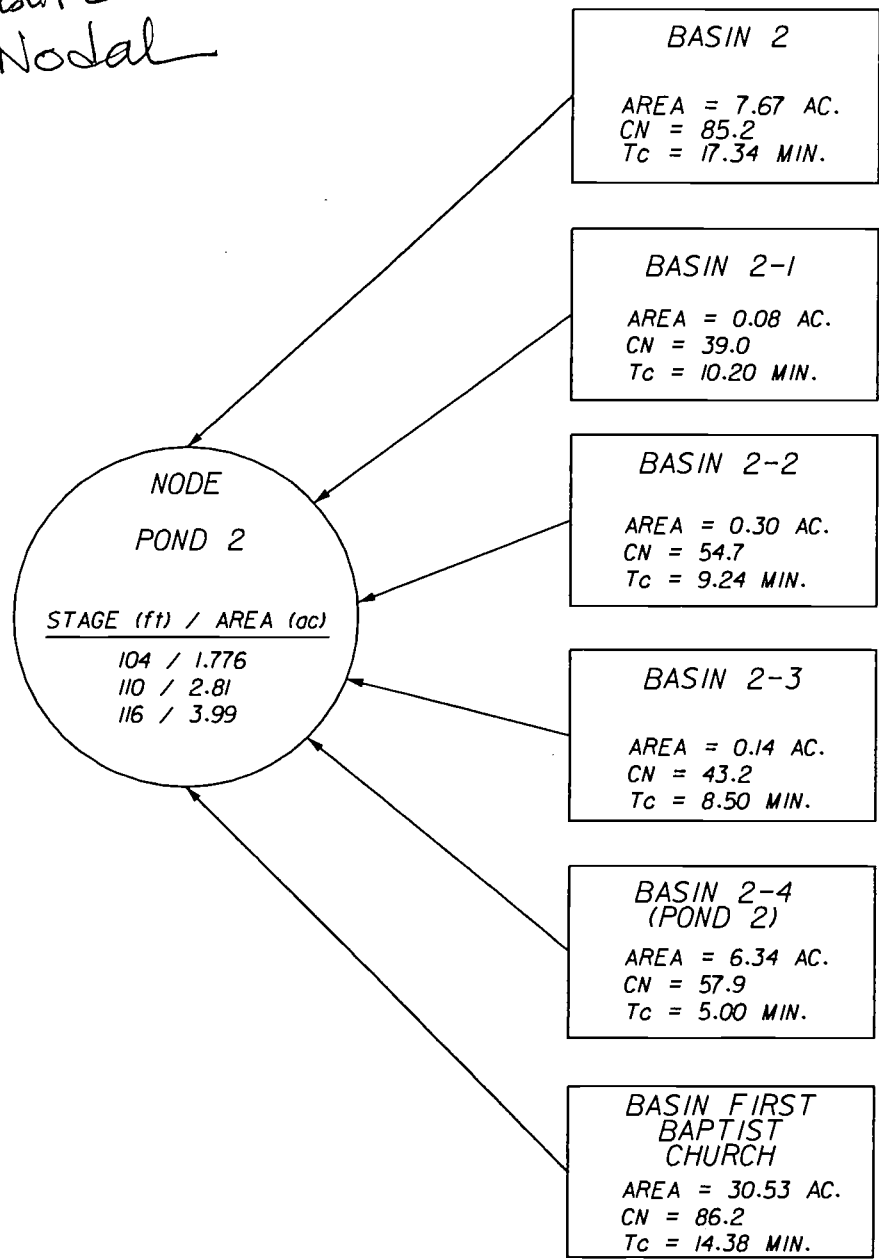 Nodal
BASIN 2
AREA = 7.67 AC.
CN = 85.2
Tc = 17.34 MIN.
BASIN 2-1
AREA = 0.08 AC.
CN = 39.0
Tc = 10.20 MIN.
BASIN 2-2
AREA = 0.30 AC.
CN = 54.7
Tc = 9.24 MIN.
NODE
POND 2
STAGE (ft) / AREA (ac)
104 / 1.776
110 / 2.81
116 / 3.99
BASIN 2-3
AREA = 0.14 AC.
CN = 43.2
Tc = 8.50 MIN.
BASIN 2-4
(POND 2)
AREA = 6.34 AC.
CN = 57.9
Tc = 5.00 MIN.
BASIN FIRST
BAPTIST
CHURCH
AREA = 30.53 AC.
CN = 86.2
Tc = 14.38 MIN.